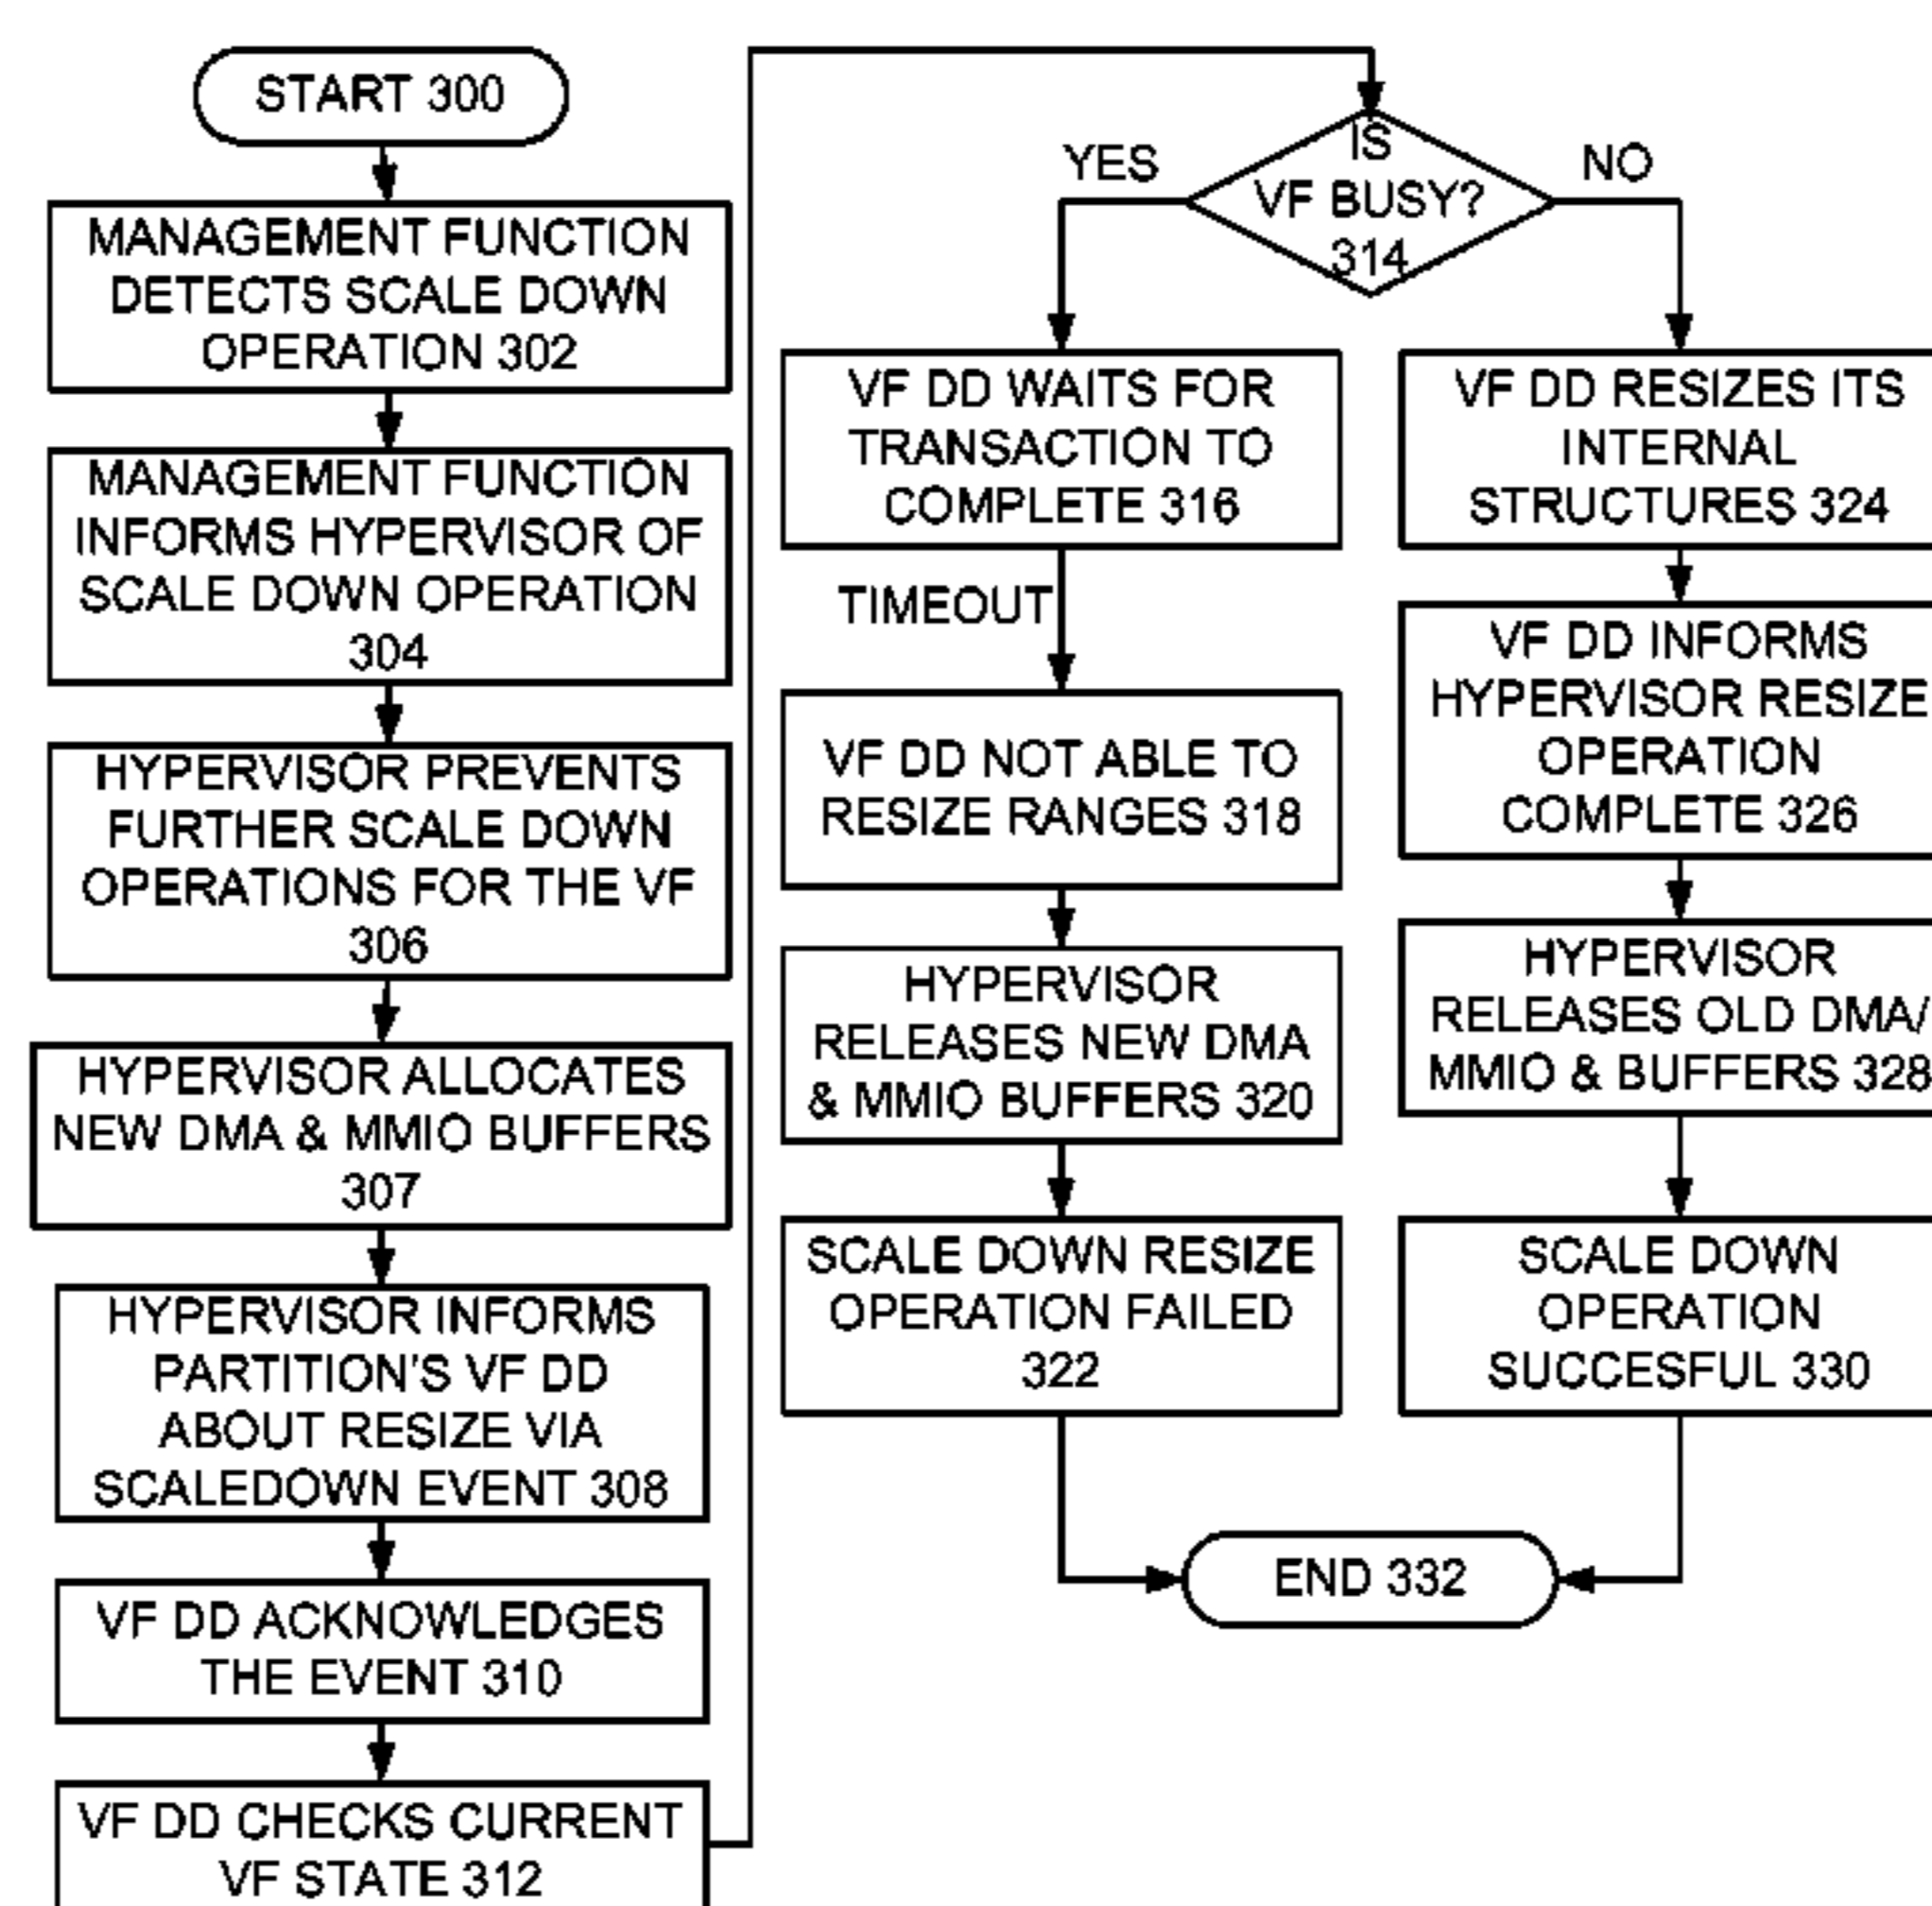 START 300
MANAGEMENT FUNCTION
DETECTS SCALE DOWN
OPERATION 302
MANAGEMENT FUNCTION
INFORMS HYPERVISOR OF
SCALE DOWN OPERATION
304
HYPERVISOR PREVENTS
FURTHER SCALE DOWN
OPERATIONS FOR THE VF
306
HYPERVISOR ALLOCATES
NEW DMA & MMIO BUFFERS
307
HYPERVISOR INFORMS
PARTITION'S VF DD
ABOUT RESIZE VIA
SCALEDOWN EVENT 308
VF DD ACKNOWLEDGES
THE EVENT 310
VF DD CHECKS CURRENT
VF STATE 312
IS
VF BUSY?
314
YES
NO
VF DD WAITS FOR
TRANSACTION TO
COMPLETE 316
TIMEOUT
VF DD NOT ABLE TO
RESIZE RANGES 318
HYPERVISOR
RELEASES NEW DMA
& MMIO BUFFERS 320
SCALE DOWN RESIZE
OPERATION FAILED
322
VF DD RESIZES ITS
INTERNAL
STRUCTURES 324
VF DD INFORMS
HYPERVISOR RESIZE
OPERATION
COMPLETE 326
HYPERVISOR
RELEASES OLD DMA/
MMIO & BUFFERS 328
SCALE DOWN
OPERATION
SUCCESFUL 330
END 332